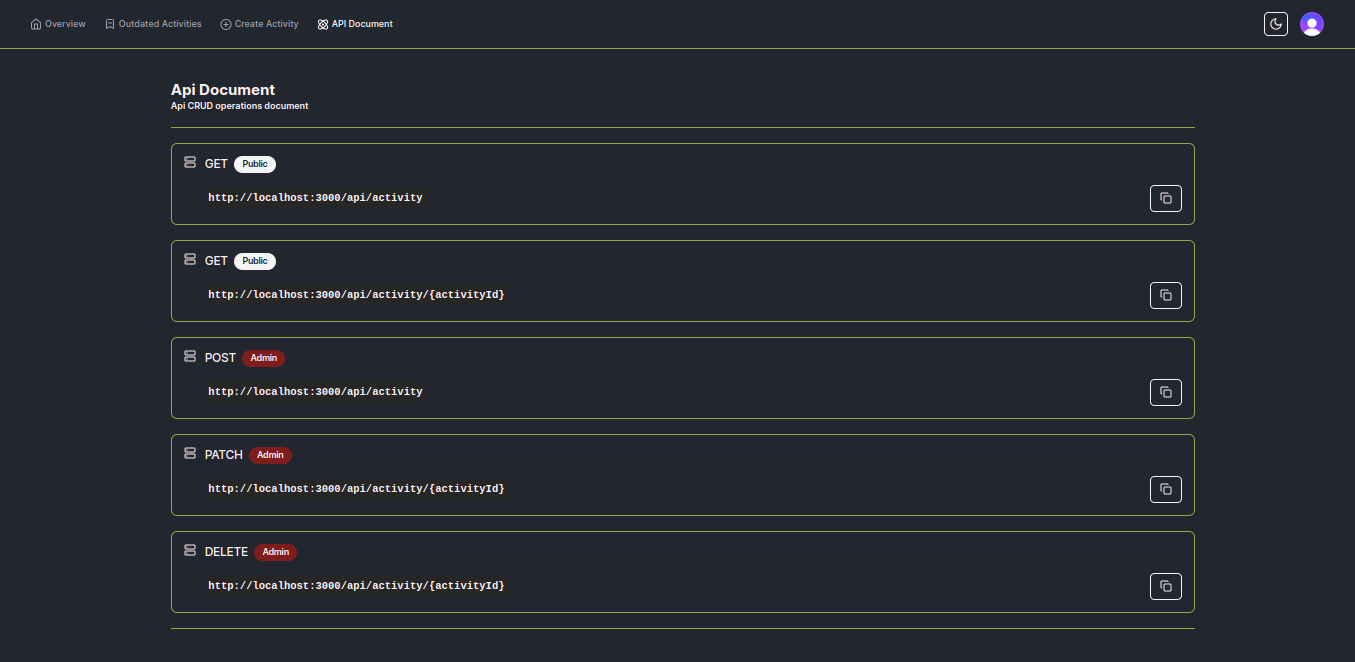 Overview Outdated Activities Create Activity API Document
Api Document
Api CRUD operations document
GET Public
http://localhost:3000/api/activity
GET Public
http://localhost:3000/api/activity/{activityId}
POST Admin
http://localhost:3000/api/activity
PATCH Admin
http://localhost:3000/api/activity/{activityId}
DELETE Admin
http://localhost:3000/api/activity/{activityId}